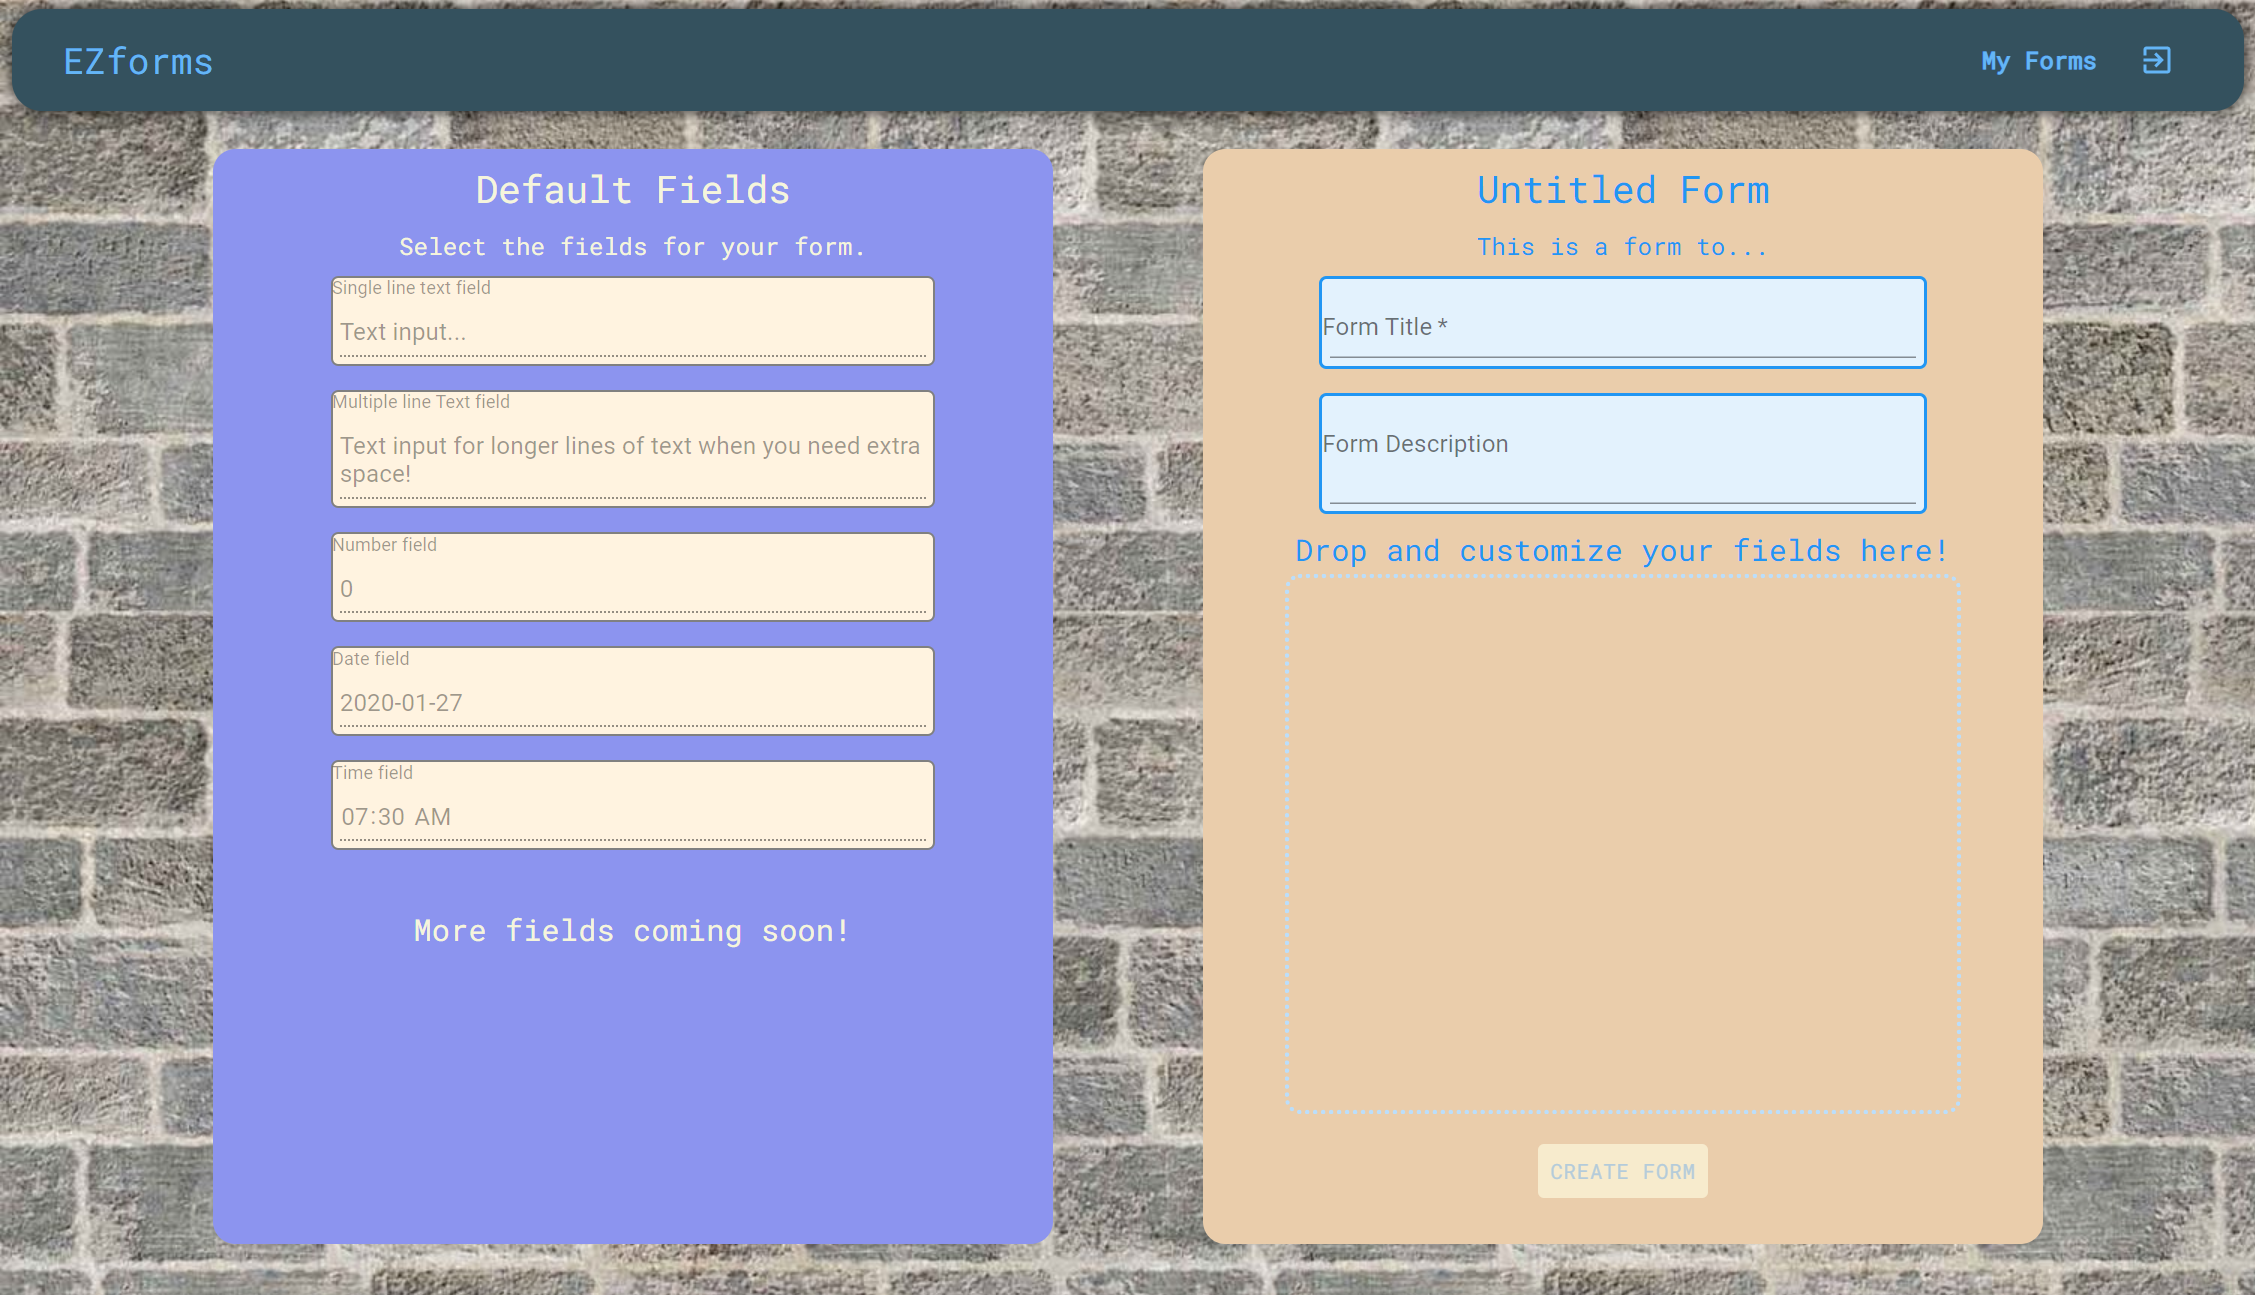 EZforms
My Forms
Default Fields
Select the fields for your form.
Single line text field
Text input...
Multiple line Text field
Text input for longer lines of text when you need extra
space!
Number field
0
Date field
2020-01-27
Time field
07:30 AM
More fields coming soon!
Untitled Form
This is a form to...
Form Title *
Form Description
Drop and customize your fields here!
CREATE FORM